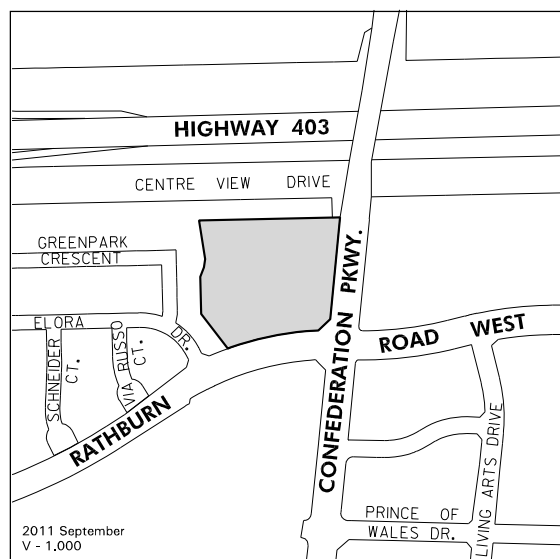 HIGHWAY 403
CENTRE VIEW DRIVE
GREENPARK
CRESCENT
CONFEDERATION PKWY.
ELORA
DR.
ROAD WEST
SCHNEIDER
CT.
VIA RUSSO
CT.
RATHBURN
LIVING ARTS DRIVE
PRINCE OF
WALES DR.
2011 September
V - 1.000